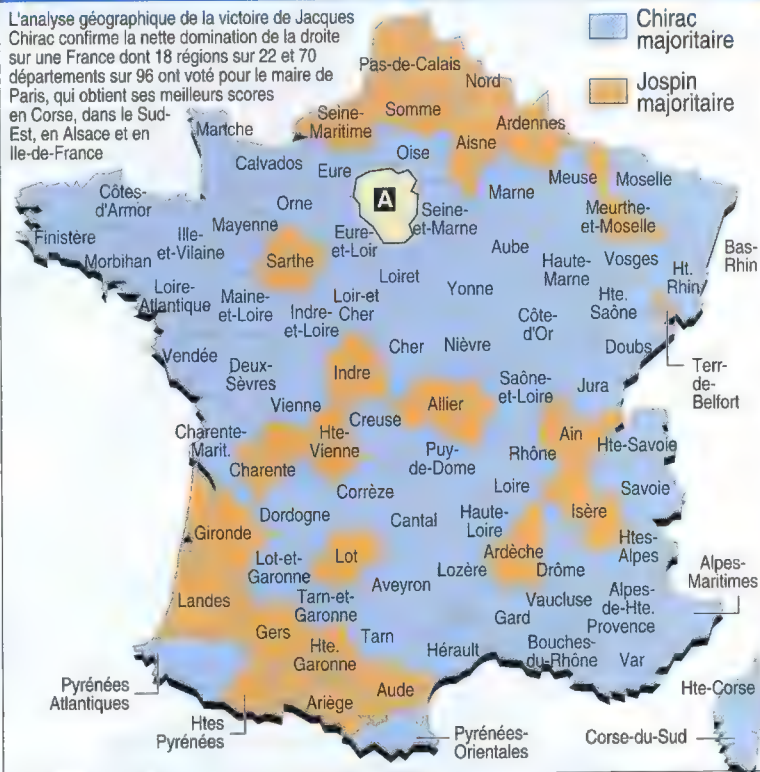 L'analyse géographique de la victoire de Jacques
Chirac confirme la nette domination de la droite
sur une France dont 18 régions sur 22 et 70
départements sur 96 ont voté pour le maire de
Paris, qui obtient ses meilleurs scores
en Corse, dans le Sud-
Est, en Alsace et en
Ile-de-France
Chirac
majoritaire
Jospin
majoritaire
Pas-de-Calais
Nord
Seine-
Maritime
Somme
Ardennes
Aisne
Manche
Calvados
Eure
Oise
Meuse
Moselle
Marne
Côtes-
d'Armor
Orne
A
Seine-
et-Marne
Meurthe-
et-Moselle
Bas-
Rhin
Finistère
Morbihan
Ille-
et-Vilaine
Mayenne
Eure-
et-Loir
Sarthe
Aube
Haute-
Marne
Vosges
Ht.
Rhin
Loiret
Yonne
Loire-
Atlantique
Maine-
et-Loire
Indre-
et-Loire
Loir-et
Cher
Côte-
d'Or
Hte.
Saône
Vendée
Deux-
Sèvres
Indre
Cher
Nièvre
Doubs
Terr-
de-
Belfort
Vienne
Creuse
Allier
Saône-
et-Loire
Jura
Charente-
Marit.
Charente
Hte-
Vienne
Puy-
de-Dome
Rhône
Ain
Hte-Savoie
Corrèze
Loire
Savoie
Gironde
Dordogne
Cantal
Haute-
Loire
Isère
Htes-
Alpes
Lot-et-
Garonne
Lot
Ardèche
Drôme
Lozère
Aveyron
Alpes-
Maritimes
Landes
Tarn-et-
Garonne
Vaucluse
Alpes-
de-Hte.
Provence
Gard
Gers
Hte.
Garonne
Tarn
Hérault
Bouches-
du-Rhône
Var
Pyrénées
Atlantiques
Htes
Pyrénées
Ariège
Aude
Pyrénées-
Orientales
Hte-Corse
Corse-du-Sud